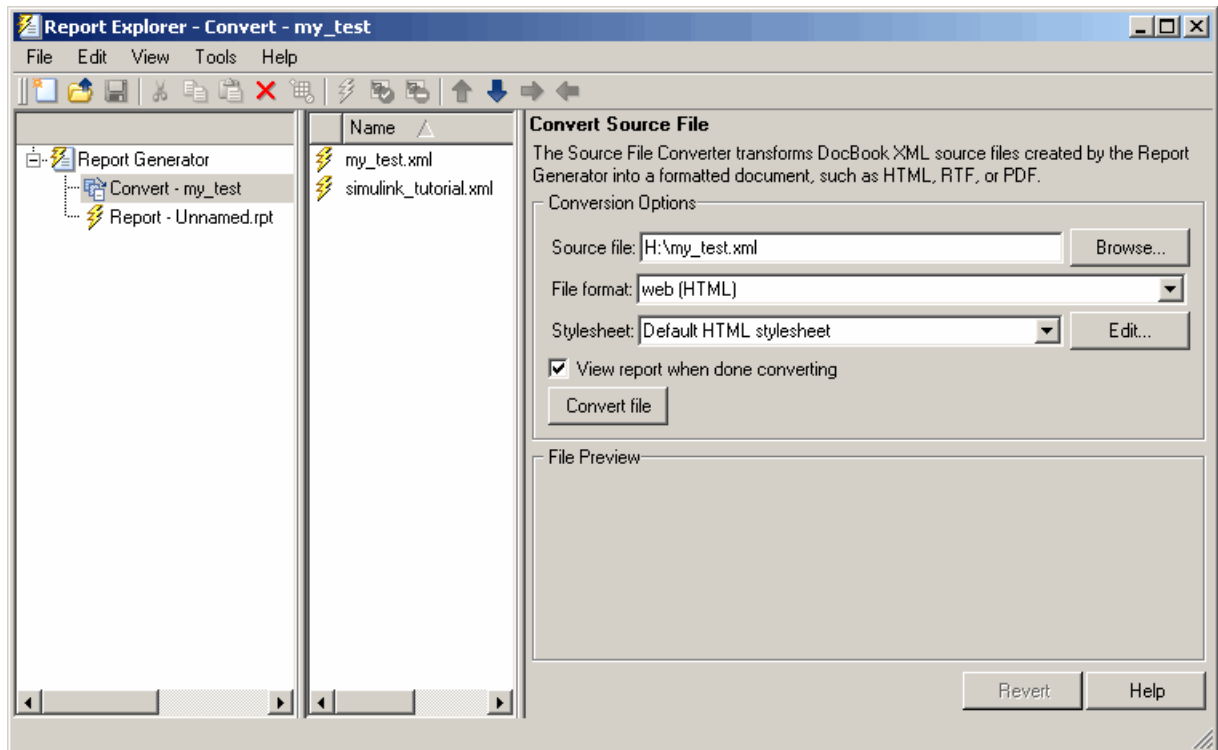 Report Explorer - Convert - my_test
File Edit View Tools Help
Name
Report Generator
Convert - my_test
Report - Unnamed.rpt
my_test.xml
simulink_tutorial.xml
Convert Source File
The Source File Converter transforms DocBook XML source files created by the Report
Generator into a formatted document, such as HTML, RTF, or PDF.
Conversion Options
Source file: H:\my_test.xml Browse...
File format: web (HTML)
Stylesheet: Default HTML stylesheet Edit...
View report when done converting
Convert file
File Preview
Revert Help